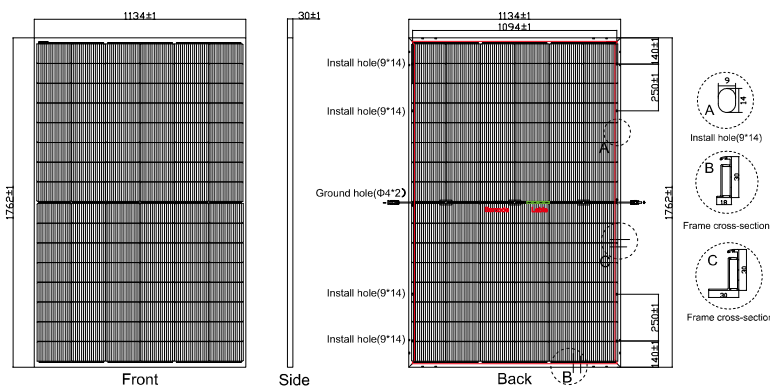 1134±1
30±1
1134±1
1094±1
1762±1
Install hole(9*14)
Install hole(9*14)
Ground hole(Φ4*2)
Install hole(9*14)
Install hole(9*14)
140±1
250±1
1762±1
250±1
140±1
A
C
B
9
14
A
Install hole(9*14)
B
30
18
Frame cross-section
C
30
30
Frame cross-section
Front
Side
Back